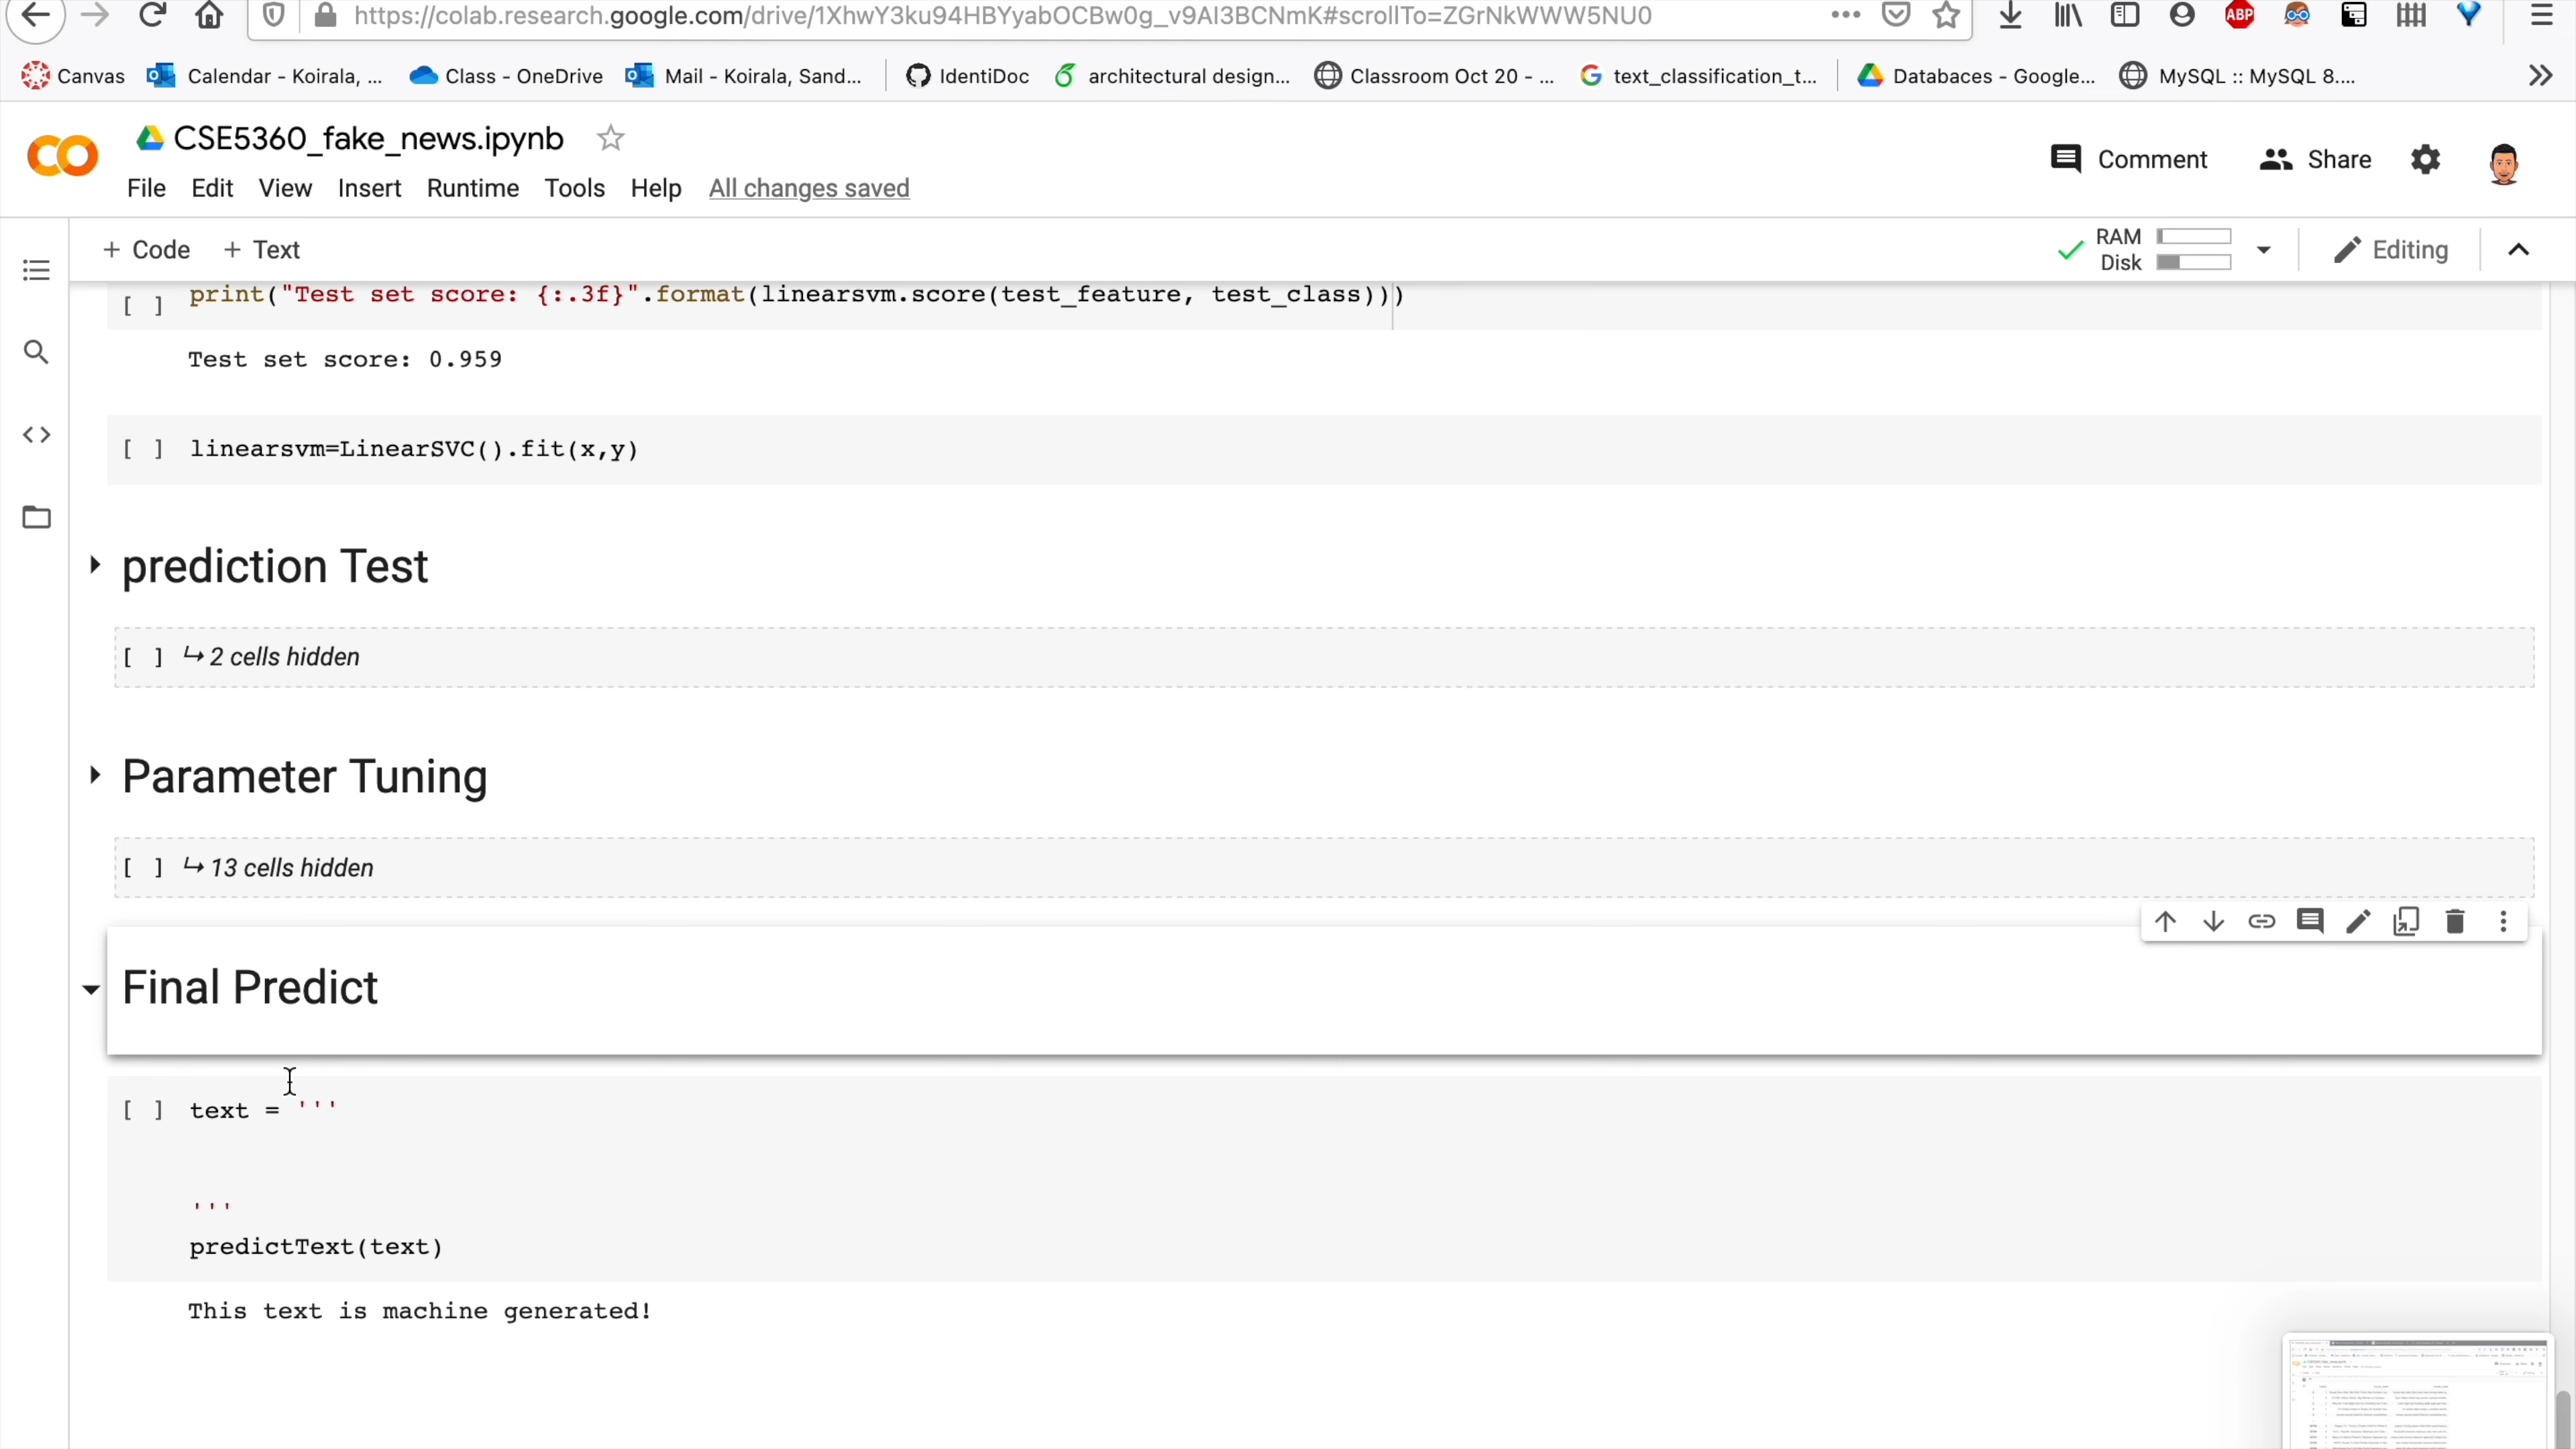 https://colab.research.google.com/drive/1XhwY3ku94HBYyabOCBw0g_v9AI3BCNmK#scrollTo=ZGrNkWWW5NU0
ABP
Canvas Calendar - Koirala, ... Class - OneDrive Mail - Koirala, Sand... IdentiDoc architectural design... Classroom Oct 20 - ... text_classification_t... Databaces - Google... MySQL :: MySQL 8....
CSE5360_fake_news.ipynb
Comment Share
File Edit View Insert Runtime Tools Help All changes saved
+ Code + Text
RAM
Disk
Editing
[ ] print("Test set score: {:.3f}".format(linearsvm.score(test_feature, test_class)))
Test set score: 0.959
[ ] linearsvm=LinearSVC().fit(x,y)
prediction Test
[ ] ↳ 2 cells hidden
Parameter Tuning
[ ] ↳ 13 cells hidden
Final Predict
[ ] text = '''
'''
predictText(text)
This text is machine generated!